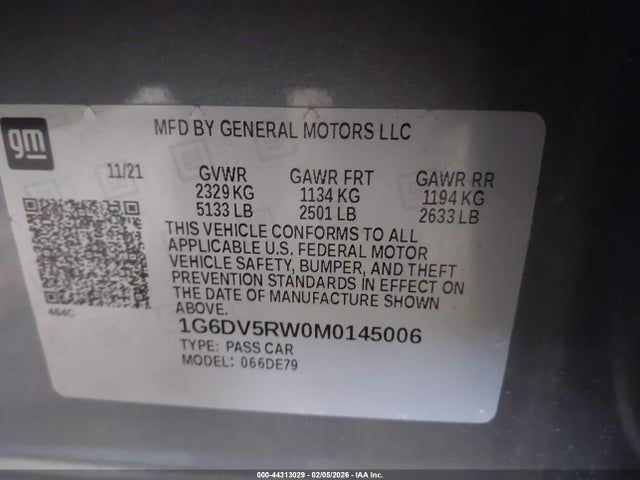 gm
MFD BY GENERAL MOTORS LLC
11/21 GVWR GAWR FRT GAWR RR
2329 KG 1134 KG 1194 KG
5133 LB 2501 LB 2633 LB
THIS VEHICLE CONFORMS TO ALL
APPLICABLE U.S. FEDERAL MOTOR
VEHICLE SAFETY, BUMPER, AND THEFT
PREVENTION STANDARDS IN EFFECT ON
THE DATE OF MANUFACTURE SHOWN
ABOVE.
464C
1G6DV5RW0M0145006
TYPE: PASS CAR
MODEL: 066DE79
000-44313029 - 02/05/2026 - IAA Inc.